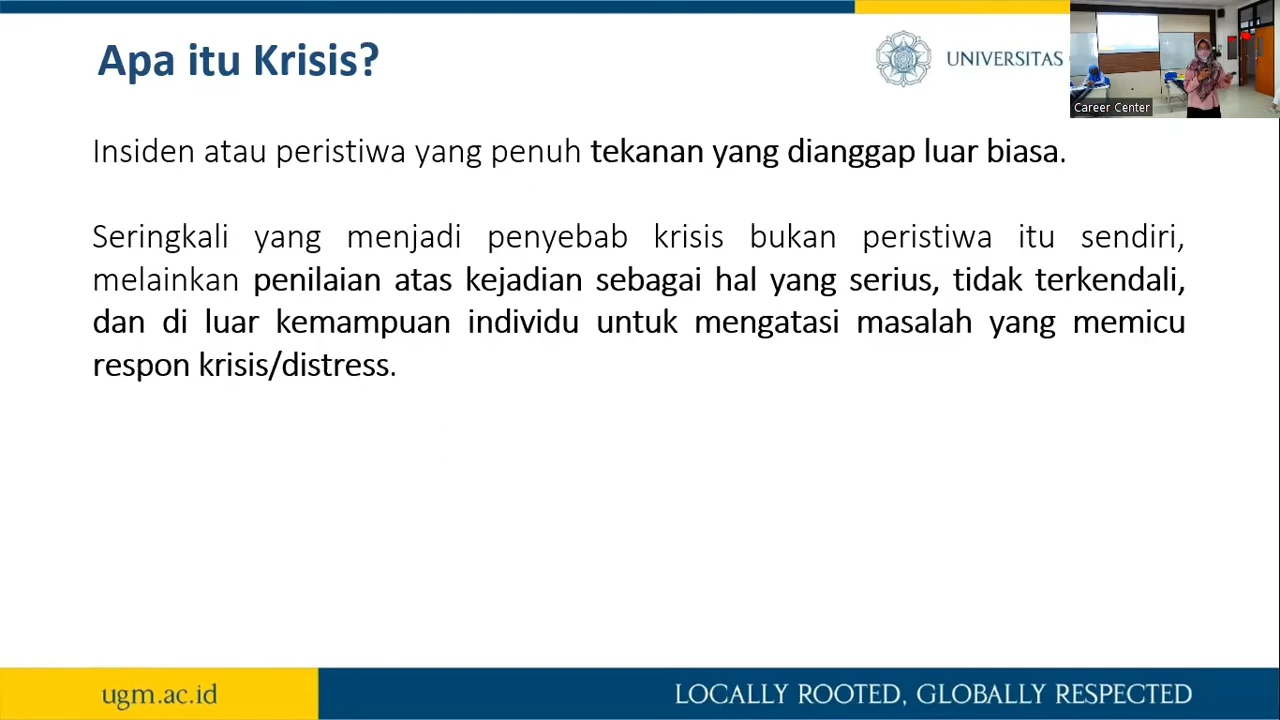 Apa itu Krisis?
UNIVERSITAS
Career Center
Insiden atau peristiwa yang penuh tekanan yang dianggap luar biasa.
Seringkali yang menjadi penyebab krisis bukan peristiwa itu sendiri,
melainkan penilaian atas kejadian sebagai hal yang serius, tidak terkendali,
dan di luar kemampuan individu untuk mengatasi masalah yang memicu
respon krisis/distress.
ugm.ac.id
LOCALLY ROOTED, GLOBALLY RESPECTED